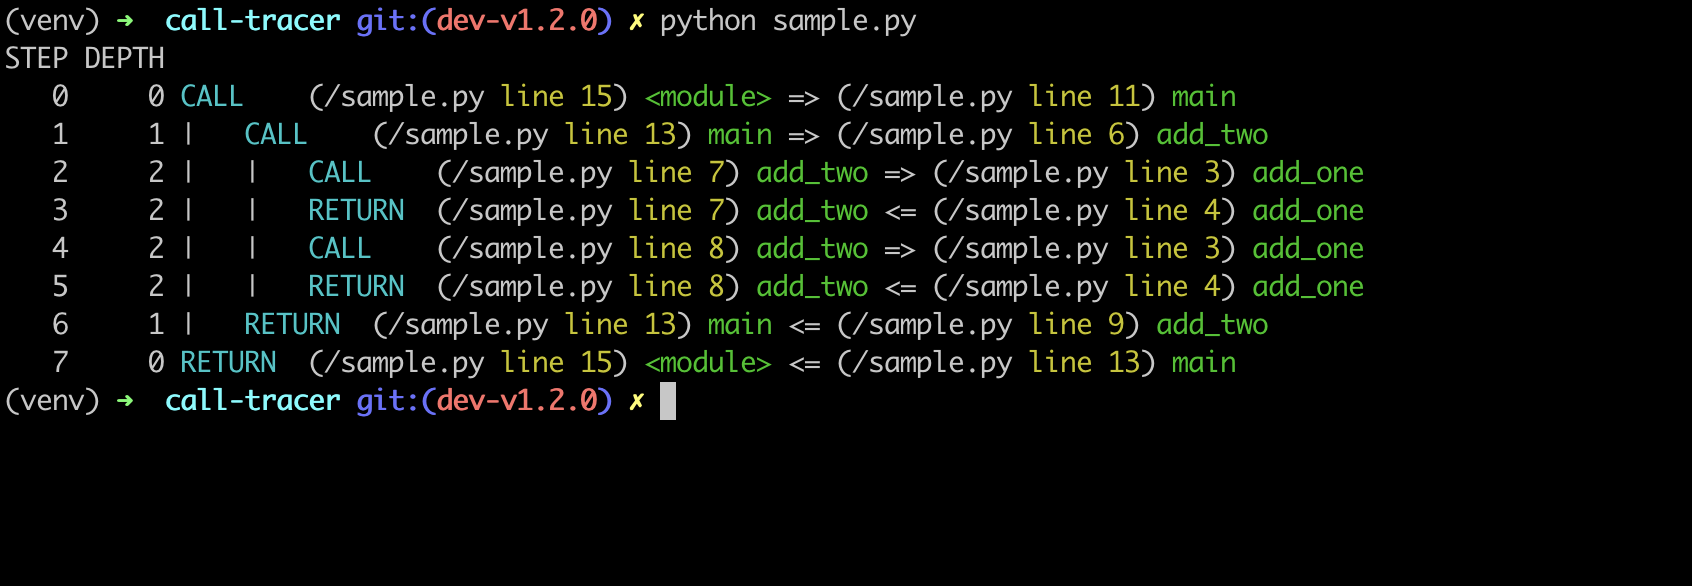 (venv) ➜  call-tracer git:(dev-v1.2.0) ✗ python sample.py
STEP DEPTH
   0     0 CALL    (/sample.py line 15) <module> => (/sample.py line 11) main
   1     1 |   CALL    (/sample.py line 13) main => (/sample.py line 6) add_two
   2     2 |   |   CALL    (/sample.py line 7) add_two => (/sample.py line 3) add_one
   3     2 |   |   RETURN  (/sample.py line 7) add_two <= (/sample.py line 4) add_one
   4     2 |   |   CALL    (/sample.py line 8) add_two => (/sample.py line 3) add_one
   5     2 |   |   RETURN  (/sample.py line 8) add_two <= (/sample.py line 4) add_one
   6     1 |   RETURN  (/sample.py line 13) main <= (/sample.py line 9) add_two
   7     0 RETURN  (/sample.py line 15) <module> <= (/sample.py line 13) main
(venv) ➜  call-tracer git:(dev-v1.2.0) ✗